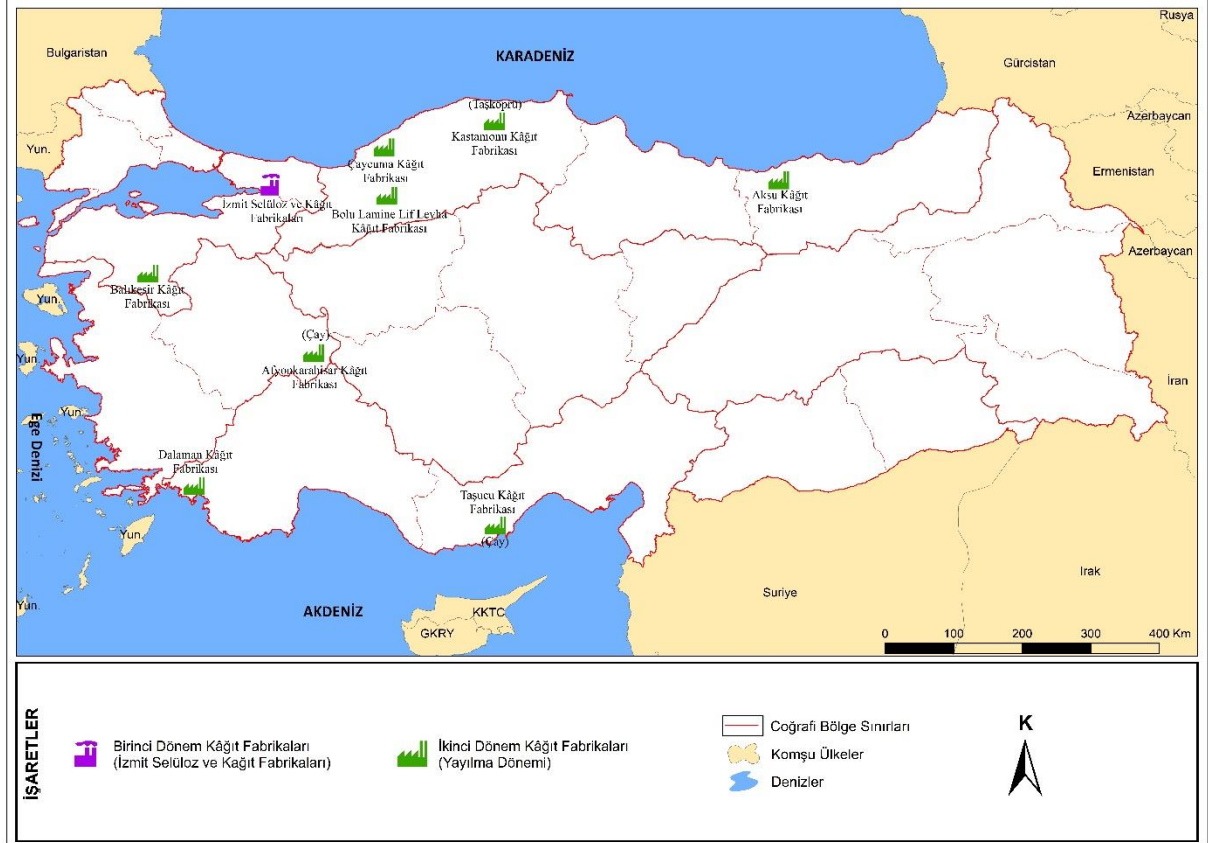 Rusya
Bulgaristan
KARADENİZ
Gürcistan
(Taşköprü)
Kastamonu Kâğıt
Fabrikası
Azerbaycan
Yun.
Çaycuma Kâğıt
Fabrikası
Ermenistan
İzmit Selüloz ve Kâğıt
Fabrikaları
Bolu Lamine Lif Levha
Kâğıt Fabrikası
Aksu Kâğıt
Fabrikası
Azerbaycan
Yun.
Balıkesir Kâğıt
Fabrikası
(Çay)
Afyonkarahisar Kâğıt
Fabrikası
Yun.
İran
Yun.
Ege Denizi
Dalaman Kâğıt
Fabrikası
Taşucu Kâğıt
Fabrikası
(Çay)
Yun.
Irak
Suriye
Yun.
AKDENİZ
KKTC
GKRY
0 100 200 300 400 Km
İŞARETLER
Birinci Dönem Kâğıt Fabrikaları
(İzmit Selüloz ve Kağıt Fabrikaları)
İkinci Dönem Kâğıt Fabrikaları
(Yayılma Dönemi)
Coğrafi Bölge Sınırları
Komşu Ülkeler
Denizler
K